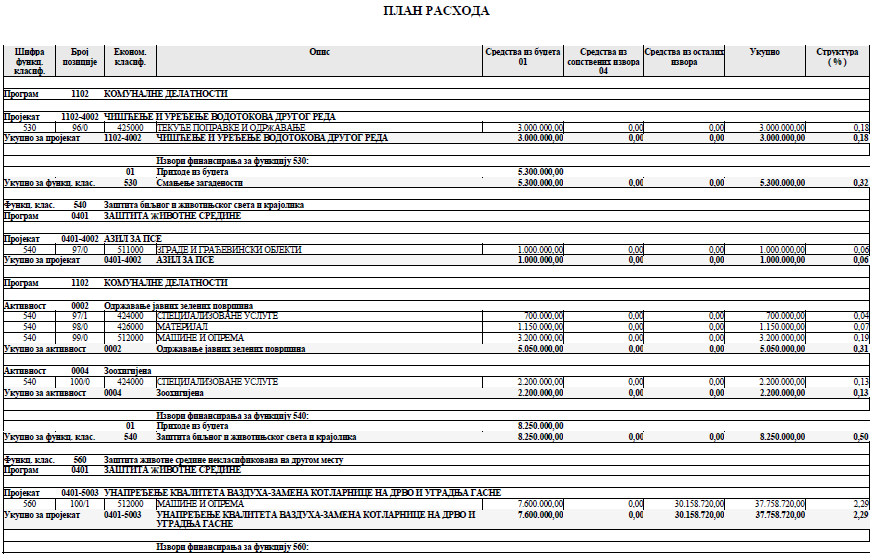 ПЛАН РАСХОДА
Шифра функц. класиф. Број позиције Економ. класиф. Опис Средства из буџета 01 Средства из сопствених извора 04 Средства из осталих извора Укупно Структура ( % )
Програм 1102 КОМУНАЛНЕ ДЕЛАТНОСТИ
Пројекат 1102-4002 ЧИШЋЕЊЕ И УРЕЂЕЊЕ ВОДОТОКОВА ДРУГОГ РЕДА
530 96/0 425000 ТЕКУЋЕ ПОПРАВКЕ И ОДРЖАВАЊЕ 3.000.000,00 0,00 0,00 3.000.000,00 0,18
Укупно за пројекат 1102-4002 ЧИШЋЕЊЕ И УРЕЂЕЊЕ ВОДОТОКОВА ДРУГОГ РЕДА 3.000.000,00 0,00 0,00 3.000.000,00 0,18
Извори финансирања за функцију 530:
01 Приходе из буџета 5.300.000,00
Укупно за функц. клас. 530 Смањење загађености 5.300.000,00 0,00 0,00 5.300.000,00 0,32
Функц. клас. 540 Заштита биљног и животињског света и крајолика
Програм 0401 ЗАШТИТА ЖИВОТНЕ СРЕДИНЕ
Пројекат 0401-4002 АЗИЛ ЗА ПСЕ
540 97/0 511000 ЗГРАДЕ И ГРАЂЕВИНСКИ ОБЈЕКТИ 1.000.000,00 0,00 0,00 1.000.000,00 0,06
Укупно за пројекат 0401-4002 АЗИЛ ЗА ПСЕ 1.000.000,00 0,00 0,00 1.000.000,00 0,06
Програм 1102 КОМУНАЛНЕ ДЕЛАТНОСТИ
Активност 0002 Одржавање јавних зелених површина
540 97/1 424000 СПЕЦИЈАЛИЗОВАНЕ УСЛУГЕ 700.000,00 0,00 0,00 700.000,00 0,04
540 98/0 426000 МАТЕРИЈАЛ 1.150.000,00 0,00 0,00 1.150.000,00 0,07
540 99/0 512000 МАШИНЕ И ОПРЕМА 3.200.000,00 0,00 0,00 3.200.000,00 0,19
Укупно за активност 0002 Одржавање јавних зелених површина 5.050.000,00 0,00 0,00 5.050.000,00 0,31
Активност 0004 Зоохигијена
540 100/0 424000 СПЕЦИЈАЛИЗОВАНЕ УСЛУГЕ 2.200.000,00 0,00 0,00 2.200.000,00 0,13
Укупно за активност 0004 Зоохигијена 2.200.000,00 0,00 0,00 2.200.000,00 0,13
Извори финансирања за функцију 540:
01 Приходе из буџета 8.250.000,00
Укупно за функц. клас. 540 Заштита биљног и животињског света и крајолика 8.250.000,00 0,00 0,00 8.250.000,00 0,50
Функц. клас. 560 Заштита животне средине некласификована на другом месту
Програм 0401 ЗАШТИТА ЖИВОТНЕ СРЕДИНЕ
Пројекат 0401-5003 УНАПРЕЂЕЊЕ КВАЛИТЕТА ВАЗДУХА-ЗАМЕНА КОТЛАРНИЦЕ НА ДРВО И УГРАДЊА ГАСНЕ
560 100/1 512000 МАШИНЕ И ОПРЕМА 7.600.000,00 0,00 30.158.720,00 37.758.720,00 2,29
Укупно за пројекат 0401-5003 УНАПРЕЂЕЊЕ КВАЛИТЕТА ВАЗДУХА-ЗАМЕНА КОТЛАРНИЦЕ НА ДРВО И 7.600.000,00 0,00 30.158.720,00 37.758.720,00 2,29
УГРАДЊА ГАСНЕ
Извори финансирања за функцију 560: